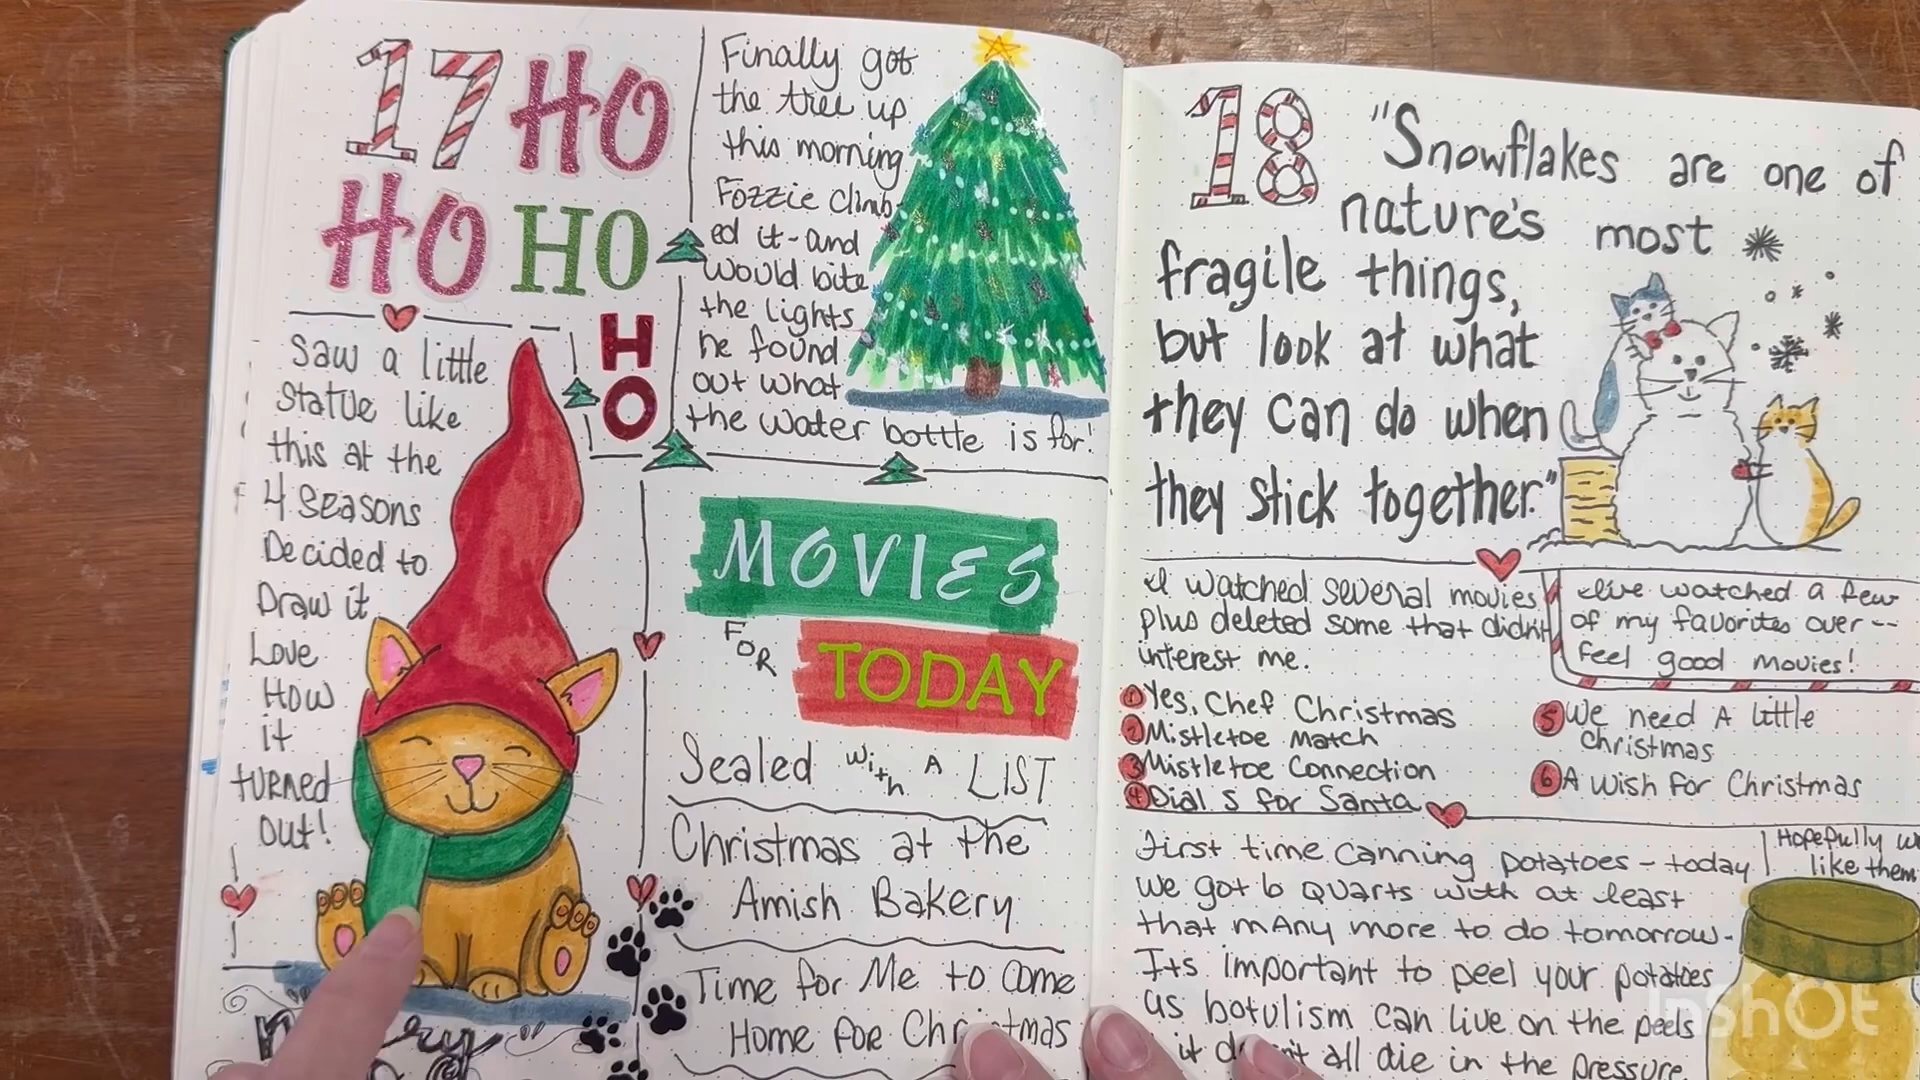 17 HO
HO HO
HO
Saw a little
statue like
this at the
4 seasons
Decided to
Draw it
Love
How
it
turned
out!
Finally got
the tree up
this morning
Fozzie climb-
ed it-and
would bite
the lights
he found
out what
the water bottle is for!
MOVIES
FOR
TODAY
Sealed with A LIST
Christmas at the
Amish Bakery
Time for Me to Come
Home for Christmas
18 "Snowflakes are one of
nature's most
fragile things,
but look at what
they can do when
they stick together."
I watched several movies
plus deleted some that didn't
interest me.
I've watched a few
of my favorites over--
feel good movies!
1 Yes, Chef Christmas
2 Mistletoe Match
3 Mistletoe Connection
4 Dial S for Santa
5 We need A little
Christmas
6 A wish for Christmas
First time canning potatoes - today
we got 6 quarts with at least
that many more to do tomorrow-
Its important to peel your potatoes
as botulism can live on the peels
it all die in the pressure
Hopefully
like them
InShOt